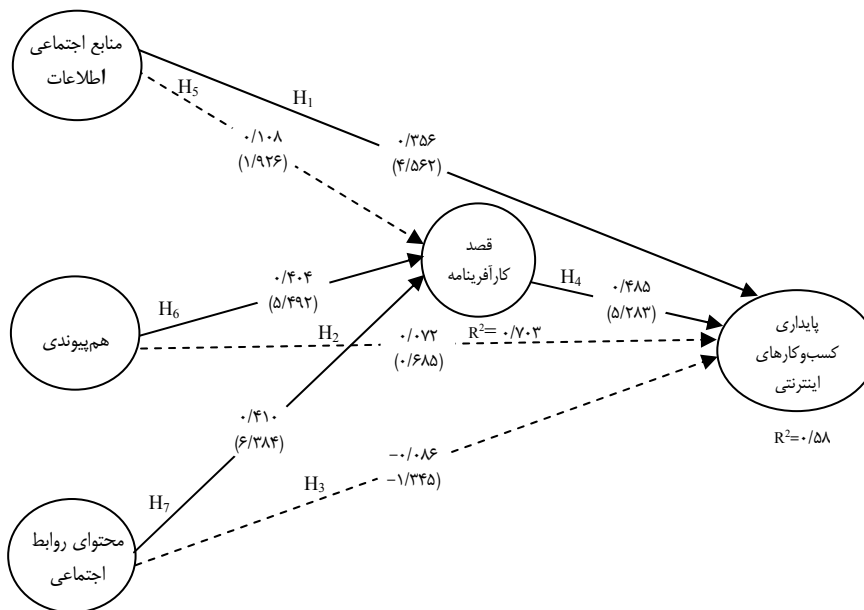 منابع اجتماعی
اطلاعات
H5
H1
۰/۱۰۸
(۱/۹۲۶)
۰/۳۵۶
(۴/۵۶۲)
قصد
کارآفرینامه
۰/۴۰۴
(۵/۴۹۲)
H4
۰/۴۸۵
(۵/۲۸۳)
H6
H2
۰/۰۷۲
(۰/۶۸۵)
R²= ۰/۷۰۳
هم‌پیوندی
پایداری
کسب‌وکارهای
اینترنتی
R²=۰/۵۸
۰/۴۱۰
(۶/۳۸۴)
−۰/۰۸۶
−۱/۳۴۵)
H7
H3
محتوای روابط
اجتماعی